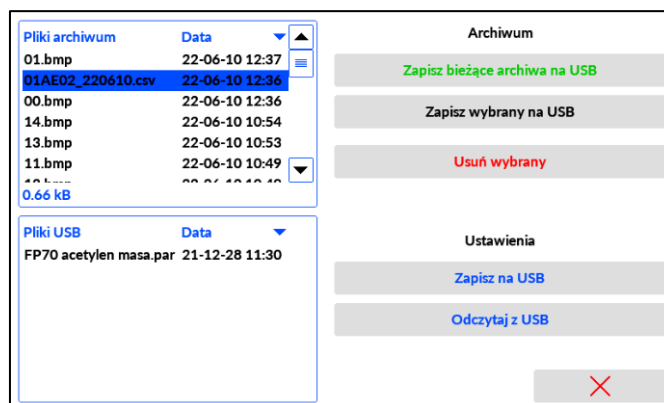 Pliki archiwum Data
01.bmp 22-06-10 12:37
01AE02_220610.csv 22-06-10 12:36
00.bmp 22-06-10 12:36
14.bmp 22-06-10 10:54
13.bmp 22-06-10 10:53
11.bmp 22-06-10 10:49
0.66 kB
Pliki USB Data
FP70 acetylen masa.par 21-12-28 11:30
Archiwum
Zapisz bieżące archiwa na USB
Zapisz wybrany na USB
Usuń wybrany
Ustawienia
Zapisz na USB
Odczytaj z USB